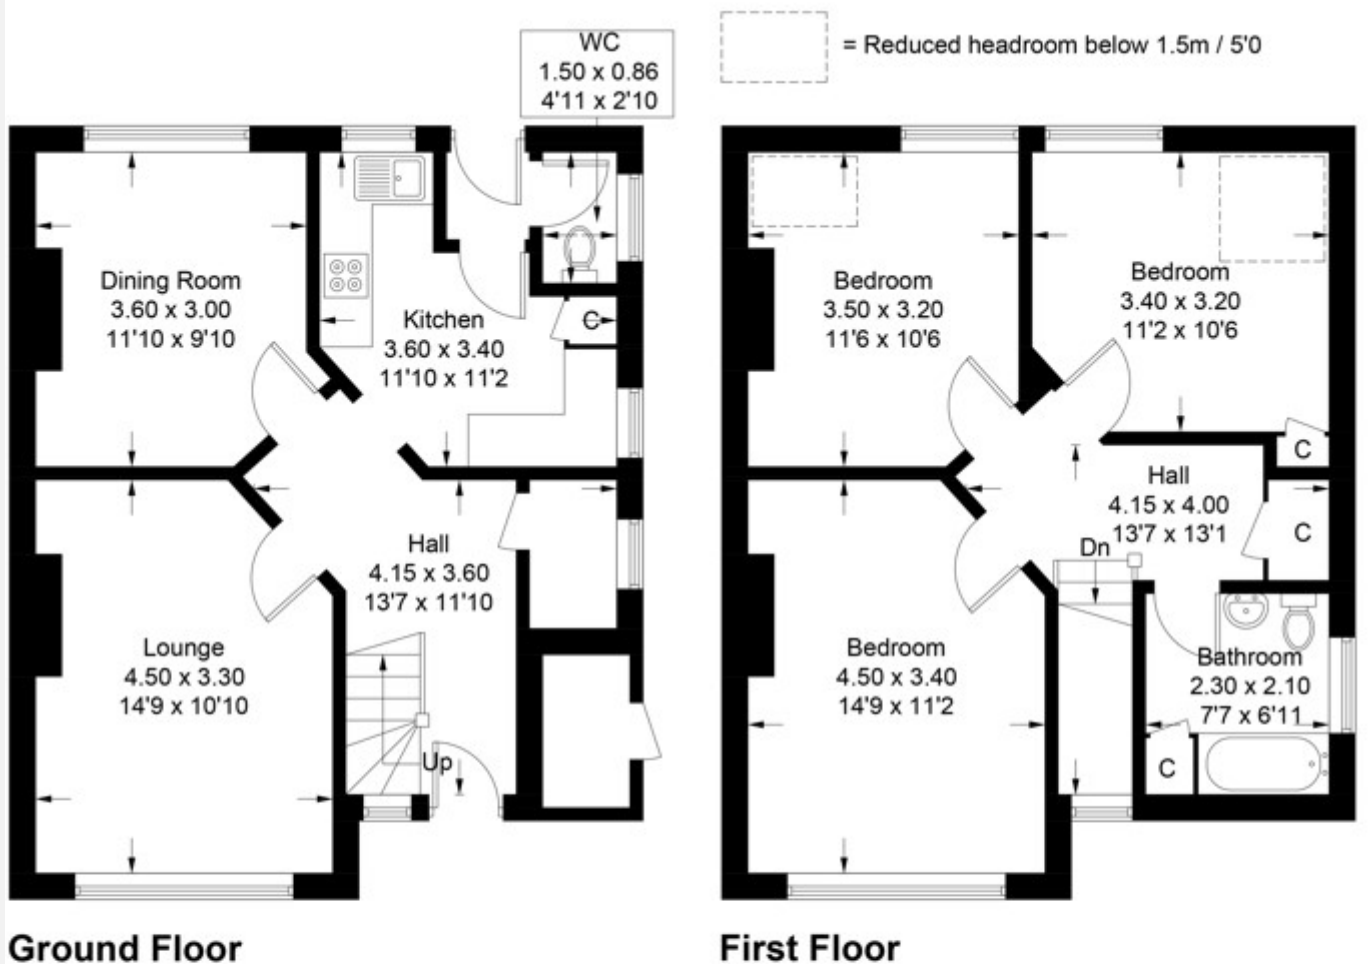 WC
1.50 x 0.86
4'11 x 2'10
= Reduced headroom below 1.5m / 5'0
Dining Room
3.60 x 3.00
11'10 x 9'10
Kitchen
3.60 x 3.40
11'10 x 11'2
C
Hall
4.15 x 3.60
13'7 x 11'10
Lounge
4.50 x 3.30
14'9 x 10'10
Up
Ground Floor
Bedroom
3.50 x 3.20
11'6 x 10'6
Bedroom
3.40 x 3.20
11'2 x 10'6
C
Hall
4.15 x 4.00
13'7 x 13'1
C
Dn
Bedroom
4.50 x 3.40
14'9 x 11'2
Bathroom
2.30 x 2.10
7'7 x 6'11
C
First Floor